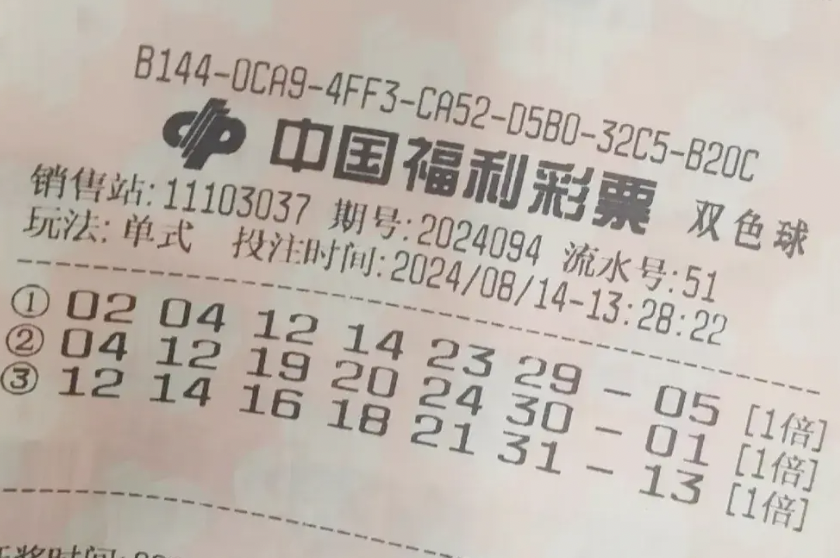 B144-0CA9-4FF3-CA52-D5B0-32C5-B20C
中国福利彩票 双色球
销售站:11103037 期号:2024094 流水号:51
玩法:单式 投注时间:2024/08/14-13:28:22
① 02 04 12 14 23 29 - 05 [1倍]
② 04 12 19 20 24 30 - 01 [1倍]
③ 12 14 16 18 21 31 - 13 [1倍]
奖时间: